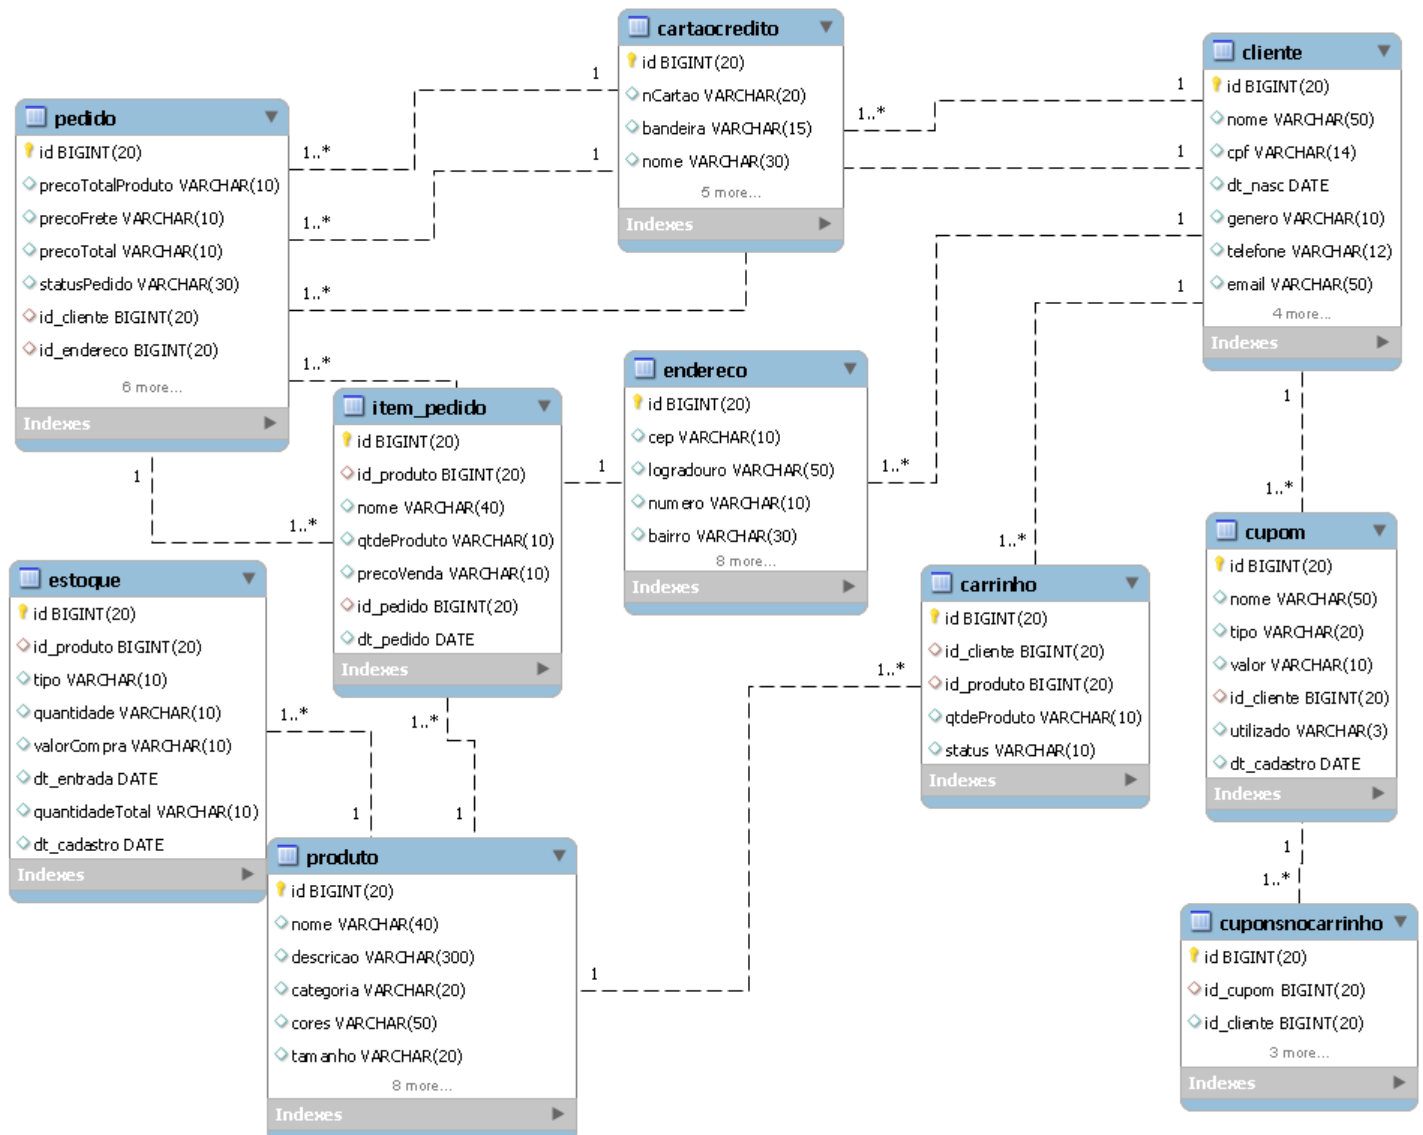 cartaocredito
id BIGINT(20)
nCartao VARCHAR(20)
bandeira VARCHAR(15)
nome VARCHAR(30)
5 more...
Indexes
cliente
id BIGINT(20)
nome VARCHAR(50)
cpf VARCHAR(14)
dt_nasc DATE
genero VARCHAR(10)
telefone VARCHAR(12)
email VARCHAR(50)
4 more...
Indexes
pedido
id BIGINT(20)
precoTotalProduto VARCHAR(10)
precoFrete VARCHAR(10)
precoTotal VARCHAR(10)
statusPedido VARCHAR(30)
id_cliente BIGINT(20)
id_endereco BIGINT(20)
6 more...
Indexes
1
1..*
1
1..*
1..*
1..*
1
1..*
1
1
1
1
1..*
1
1..*
item_pedido
id BIGINT(20)
id_produto BIGINT(20)
nome VARCHAR(40)
qtdeProduto VARCHAR(10)
precoVenda VARCHAR(10)
id_pedido BIGINT(20)
dt_pedido DATE
Indexes
endereco
id BIGINT(20)
cep VARCHAR(10)
logradouro VARCHAR(50)
numero VARCHAR(10)
bairro VARCHAR(30)
8 more...
Indexes
1
1..*
1..*
1..*
estoque
id BIGINT(20)
id_produto BIGINT(20)
tipo VARCHAR(10)
quantidade VARCHAR(10)
valorCompra VARCHAR(10)
dt_entrada DATE
quantidadeTotal VARCHAR(10)
dt_cadastro DATE
Indexes
carrinho
id BIGINT(20)
id_cliente BIGINT(20)
id_produto BIGINT(20)
qtdeProduto VARCHAR(10)
status VARCHAR(10)
Indexes
cupom
id BIGINT(20)
nome VARCHAR(50)
tipo VARCHAR(20)
valor VARCHAR(10)
id_cliente BIGINT(20)
utilizado VARCHAR(3)
dt_cadastro DATE
Indexes
1..*
1..*
1
1
1
1
1..*
produto
id BIGINT(20)
nome VARCHAR(40)
descricao VARCHAR(300)
categoria VARCHAR(20)
cores VARCHAR(50)
tamanho VARCHAR(20)
8 more...
Indexes
cuponsnocarrinho
id BIGINT(20)
id_cupom BIGINT(20)
id_cliente BIGINT(20)
3 more...
Indexes